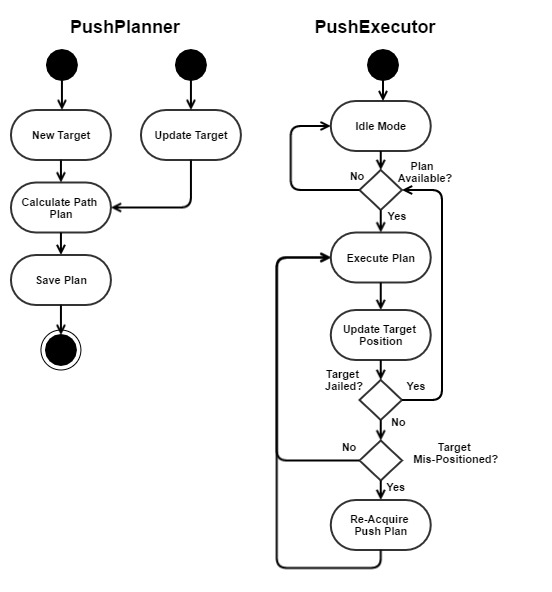 PushPlanner
PushExecutor
New Target
Update Target
Calculate Path
Plan
Save Plan
Idle Mode
Plan
Available?
No
Yes
Execute Plan
Update Target
Position
Target
Jailed?
Yes
No
No
Target
Mis-Positioned?
Yes
Re-Acquire
Push Plan